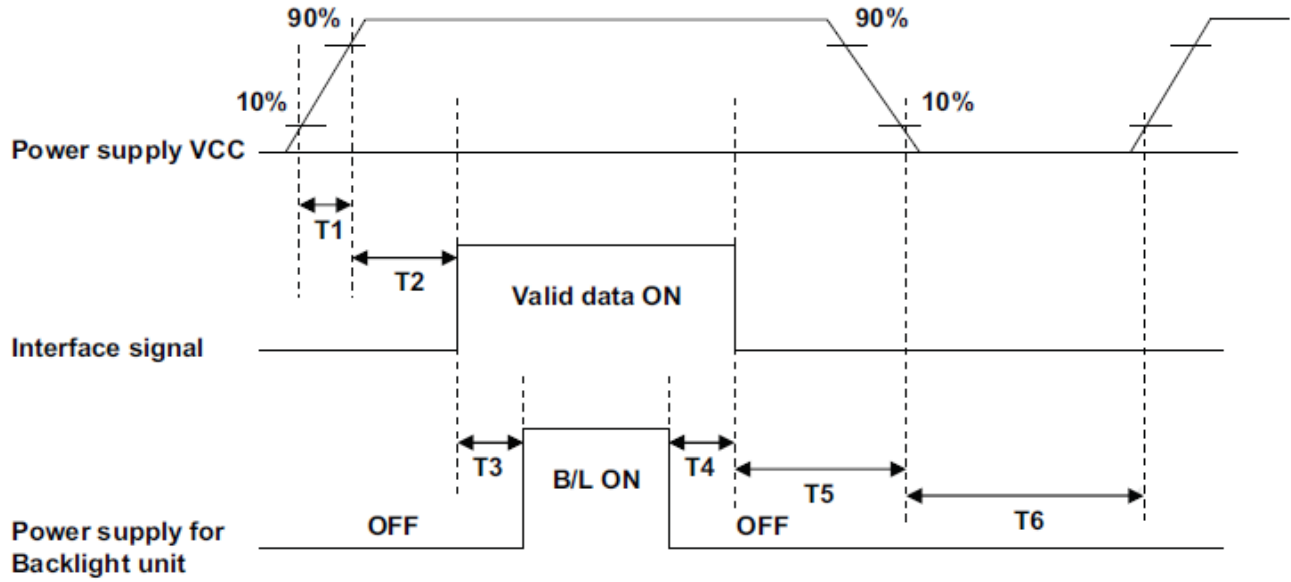 90%
90%
10%
10%
Power supply VCC
T1
T2
Valid data ON
Interface signal
T3
T4
B/L ON
T5
T6
OFF
OFF
Power supply for
Backlight unit